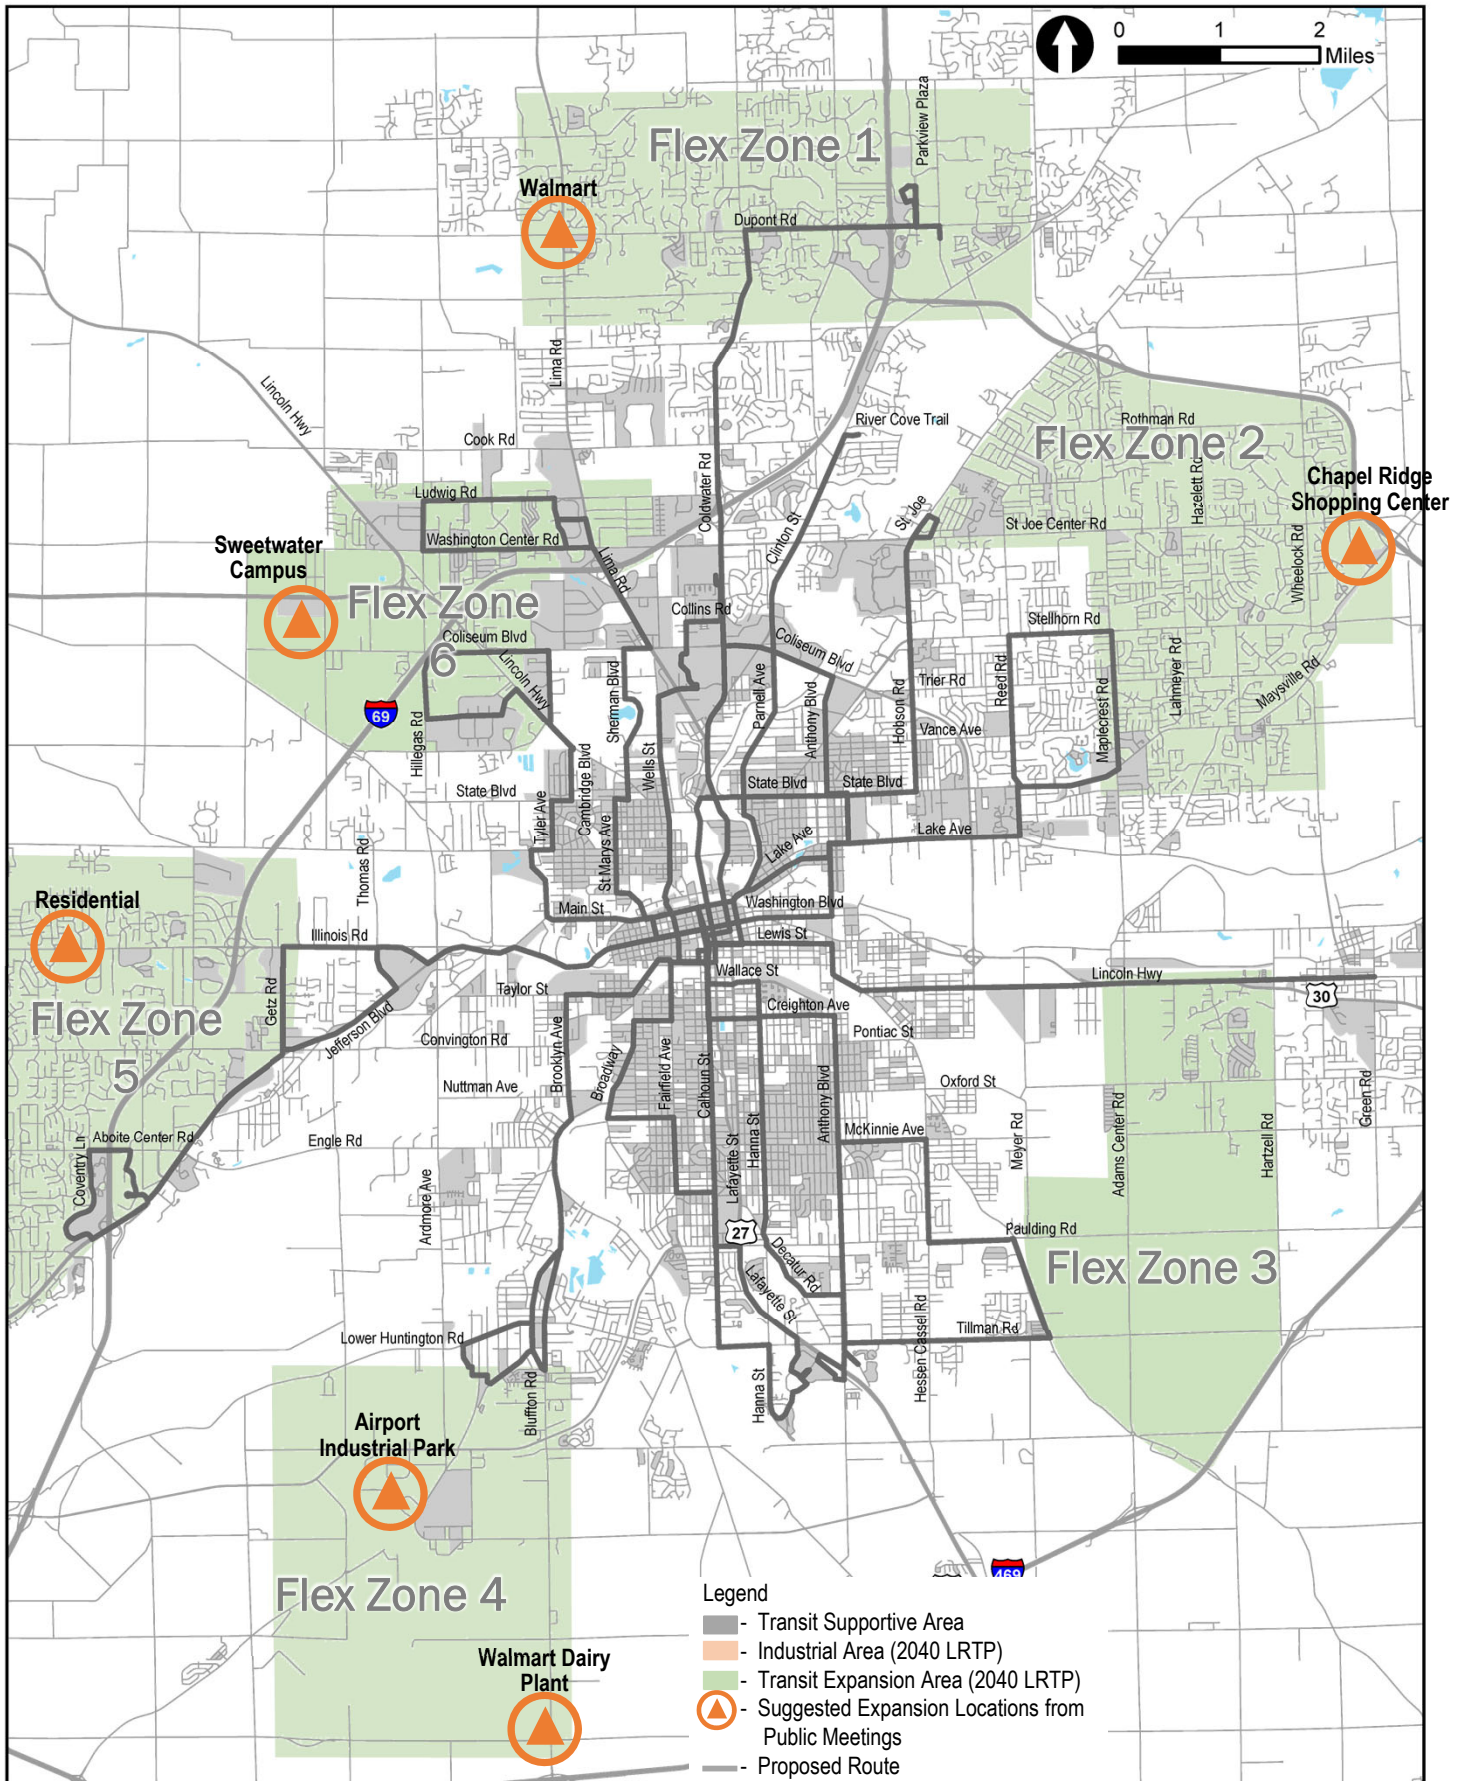 0 1 2
Miles
Parkview Plaza
Flex Zone 1
Walmart
Dupont Rd
Lima Rd
Lincoln Hwy
River Cove Trail
Rothman Rd
Flex Zone 2
Cook Rd
Coldwater Rd
Hazelett Rd
Chapel Ridge
Shopping Center
Ludwig Rd
St. Joe
St Joe Center Rd
Washington Center Rd
Clinton St
Wheelock Rd
Sweetwater
Campus
Lima Rd
Flex Zone
6
Collins Rd
Stellhorn Rd
Coliseum Blvd
Coliseum Blvd
Lincoln Hwy
Sherman Blvd
Parnell Ave
Anthony Blvd
Hobson Rd
Trier Rd
Reed Rd
Maplecrest Rd
Lahmeyer Rd
Maysville Rd
69
Hillegas Rd
Vance Ave
Wells St
Cambridge Blvd
State Blvd
State Blvd
State Blvd
Tyler Ave
Lake Ave
Lake Ave
Thomas Rd
St Marys Ave
Residential
Main St
Washington Blvd
Illinois Rd
Lewis St
Wallace St
Lincoln Hwy
Taylor St
30
Getz Rd
Creighton Ave
Flex Zone
5
Jefferson Blvd
Convington Rd
Pontiac St
Brooklyn Ave
Broadway
Fairfield Ave
Calhoun St
Nuttman Ave
Oxford St
Anthony Blvd
Green Rd
Aboite Center Rd
Engle Rd
McKinnie Ave
Meyer Rd
Adams Center Rd
Hartzell Rd
Coventry Ln
Lafayette St
Hanna St
Ardmore Ave
27
Paulding Rd
Decatur Rd
Flex Zone 3
Lafayette St
Lower Huntington Rd
Tillman Rd
Hessen Cassel Rd
Bluffton Rd
Hanna St
Airport
Industrial Park
469
Flex Zone 4
Walmart Dairy
Plant
Legend
- Transit Supportive Area
- Industrial Area (2040 LRTP)
- Transit Expansion Area (2040 LRTP)
- Suggested Expansion Locations from
Public Meetings
- Proposed Route